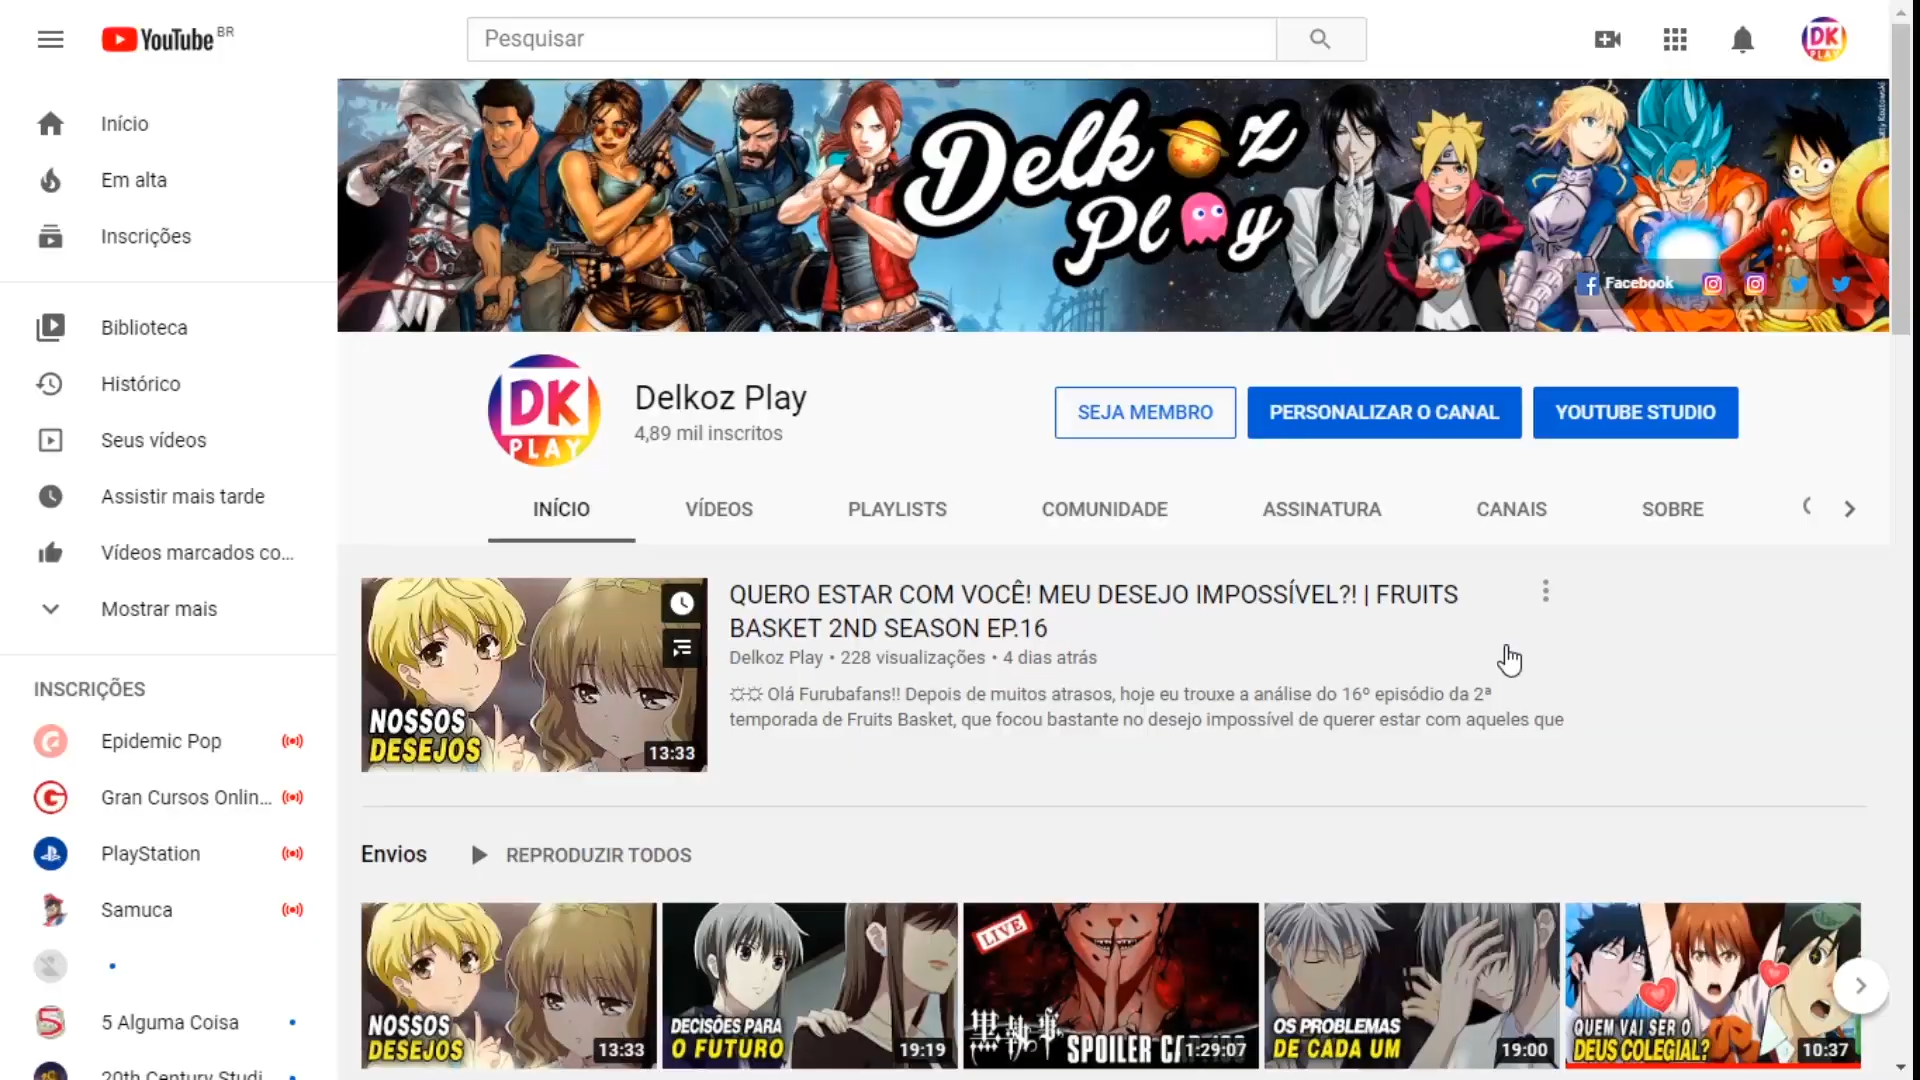 YouTube BR
Pesquisar
DK
PLAY
Início
Em alta
Inscrições
Biblioteca
Histórico
Seus vídeos
Assistir mais tarde
Vídeos marcados co...
Mostrar mais
INSCRIÇÕES
Epidemic Pop
Gran Cursos Onlin...
PlayStation
Samuca
5 Alguma Coisa
20th Century Studi...
Delkoz
Play
Facebook
DK
PLAY
Delkoz Play
4,89 mil inscritos
SEJA MEMBRO
PERSONALIZAR O CANAL
YOUTUBE STUDIO
INÍCIO VÍDEOS PLAYLISTS COMUNIDADE ASSINATURA CANAIS SOBRE
NOSSOS
DESEJOS
13:33
QUERO ESTAR COM VOCÊ! MEU DESEJO IMPOSSÍVEL?! | FRUITS
BASKET 2ND SEASON EP.16
Delkoz Play • 228 visualizações • 4 dias atrás
¤¤ Olá Furubafans!! Depois de muitos atrasos, hoje eu trouxe a análise do 16º episódio da 2ª
temporada de Fruits Basket, que focou bastante no desejo impossível de querer estar com aqueles que
Envios
REPRODUZIR TODOS
NOSSOS
DESEJOS
13:33
DECISÕES PARA
O FUTURO
19:19
LIVE
黒執事
SPOILER
1:29:07
OS PROBLEMAS
DE CADA UM
19:00
QUEM VAI SER O
DEUS COLEGIAL?
10:37